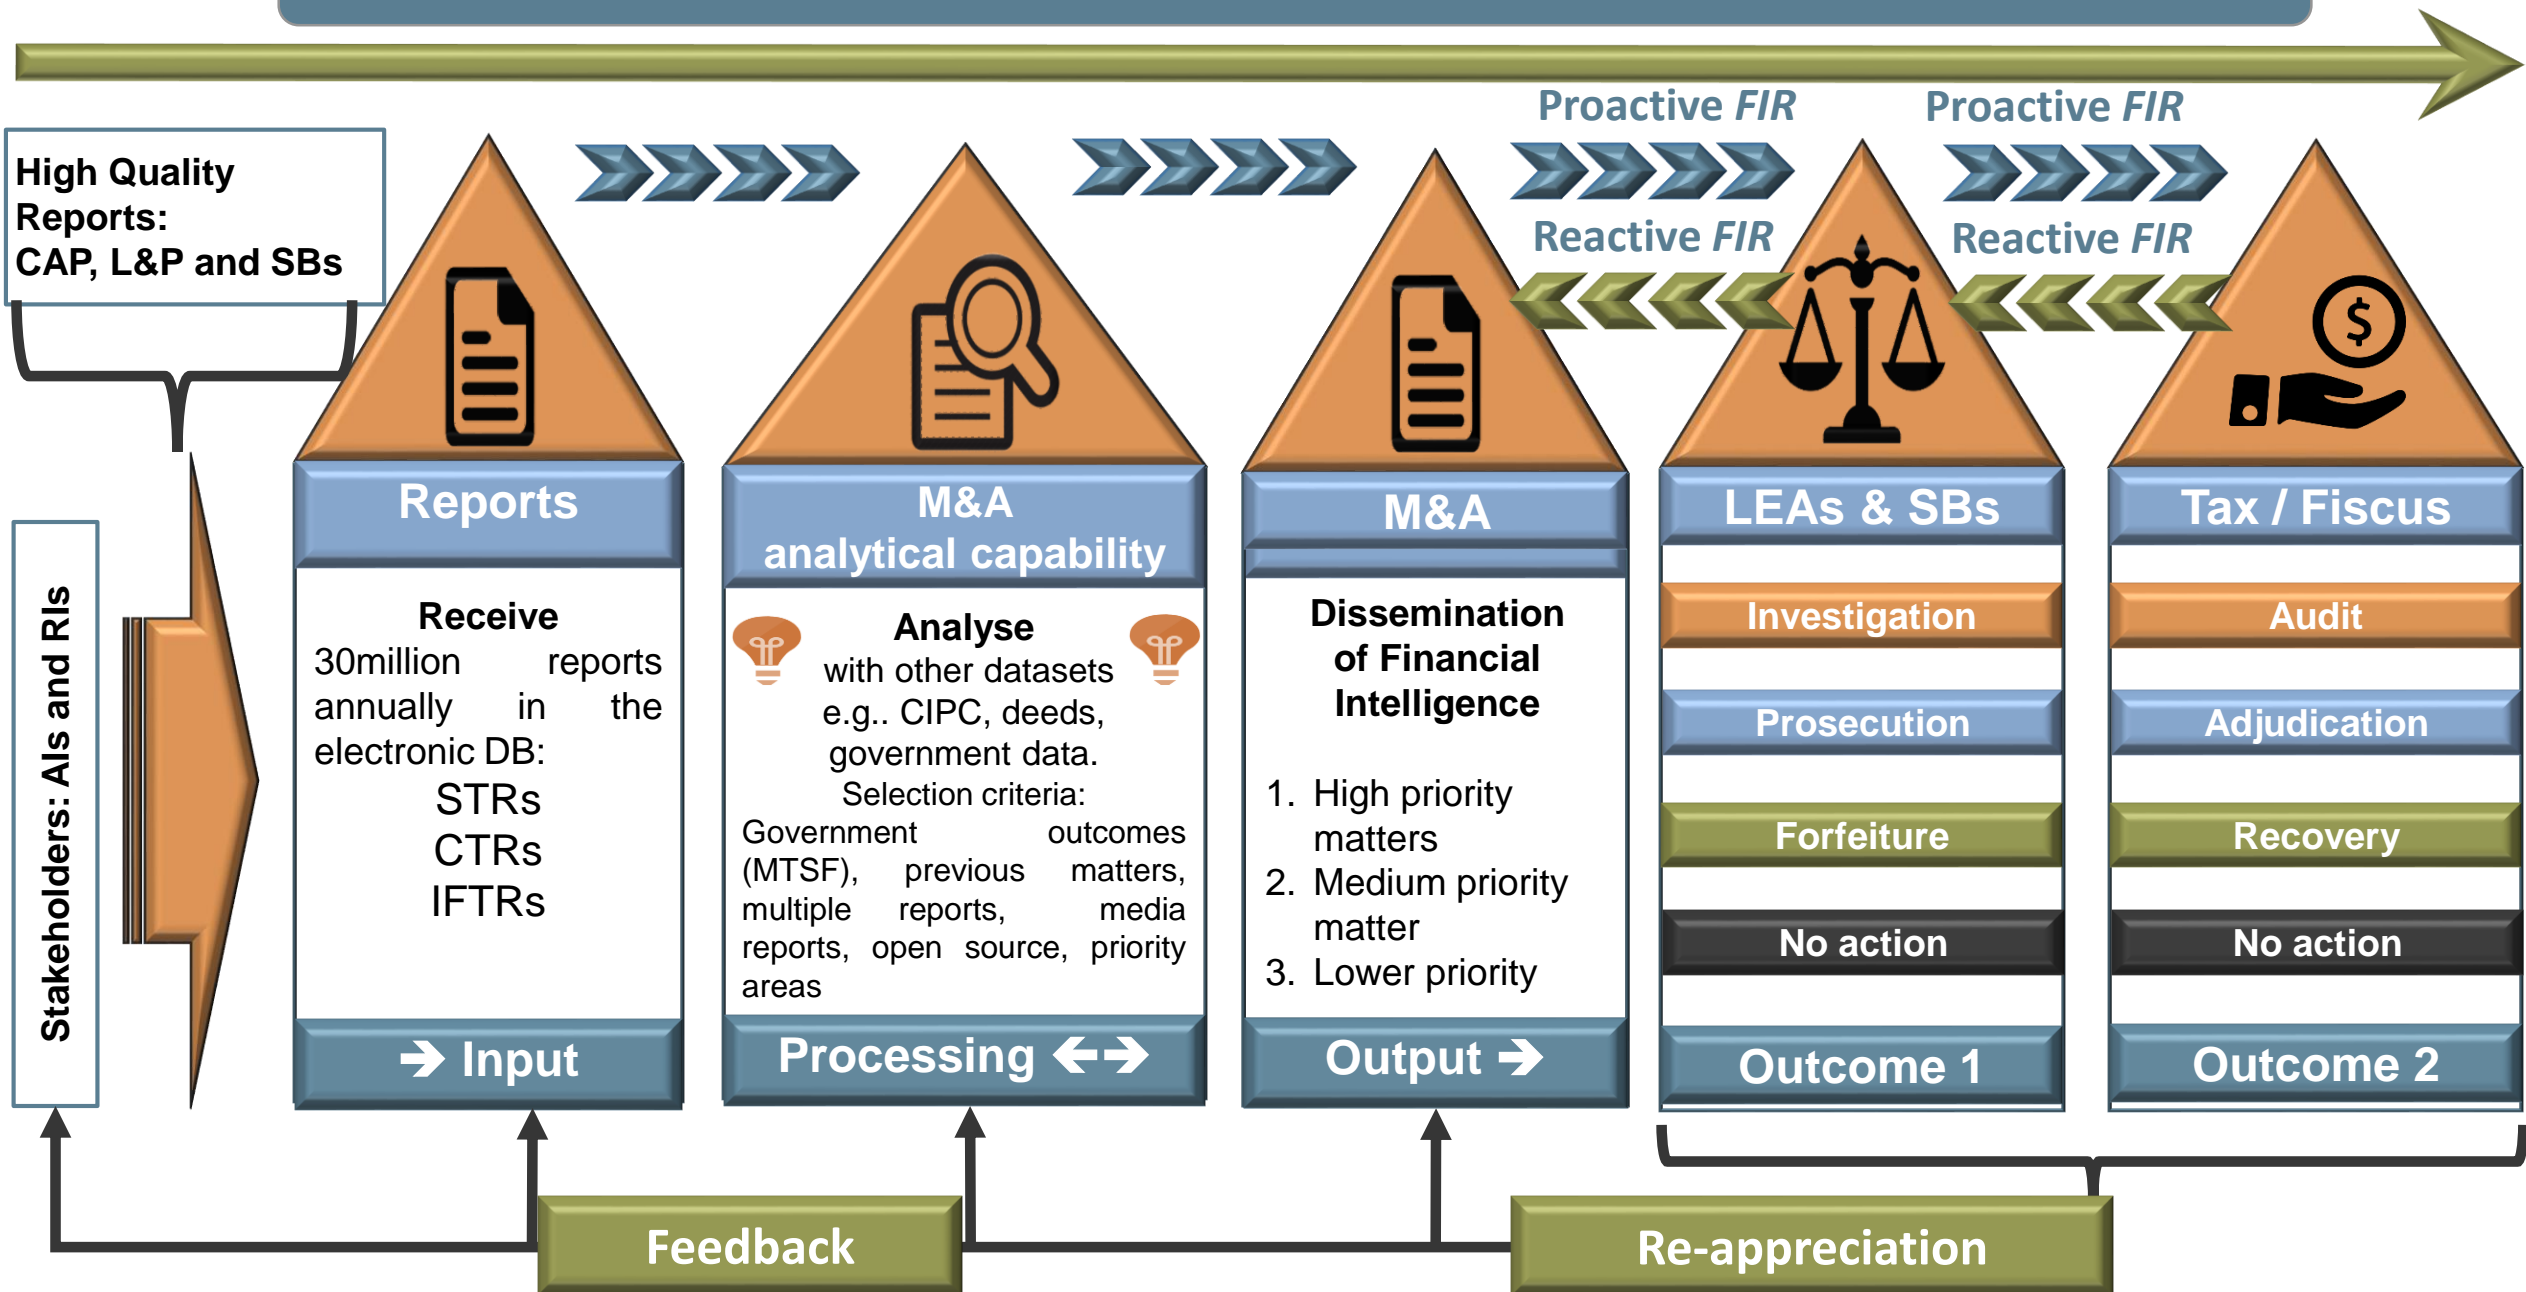 Proactive FIR
Proactive FIR
Reactive FIR
Reactive FIR
High Quality
Reports:
CAP, L&P and SBs
Stakeholders: AIs and RIs
Reports
Receive
30million reports
annually in the
electronic DB:
STRs
CTRs
IFTRs
→ Input
M&A
analytical capability
Analyse
with other datasets
e.g.. CIPC, deeds,
government data.
Selection criteria:
Government outcomes
(MTSF), previous matters,
multiple reports, media
reports, open source, priority
areas
Processing ←→
M&A
Dissemination
of Financial
Intelligence
1. High priority
matters
2. Medium priority
matter
3. Lower priority
Output →
LEAs & SBs
Investigation
Prosecution
Forfeiture
No action
Outcome 1
Tax / Fiscus
Audit
Adjudication
Recovery
No action
Outcome 2
Feedback
Re-appreciation